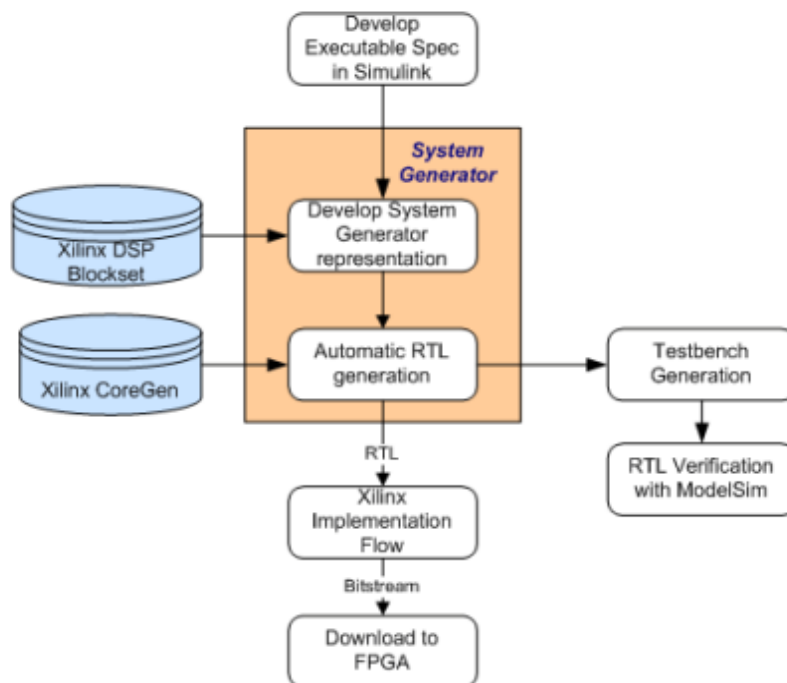 Develop
Executable Spec
in Simulink
System
Generator
Develop System
Generator
representation
Xilinx DSP
Blockset
Automatic RTL
generation
Xilinx CoreGen
Testbench
Generation
RTL
RTL Verification
with ModelSim
Xilinx
Implementation
Flow
Bitstream
Download to
FPGA